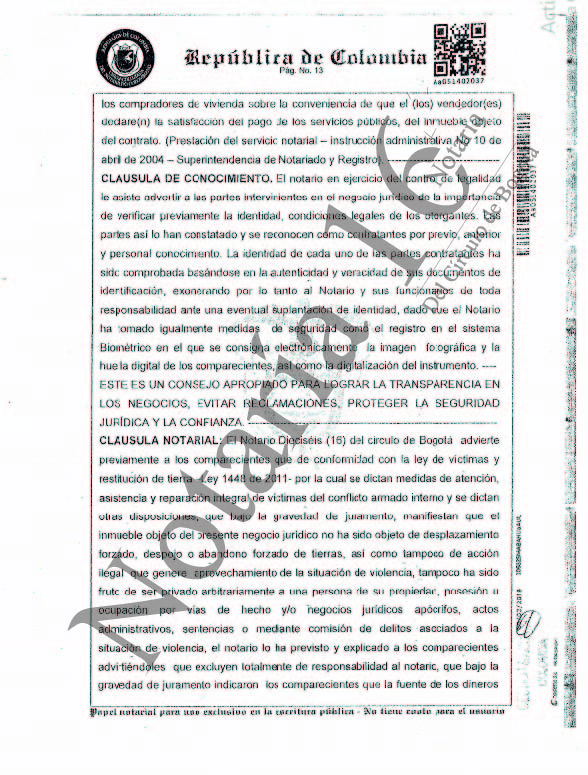 República de Colombia
Pág. No. 13
Aa051402037
los compradores de vivienda sobre la conveniencia de que el (los) vendedor(es)
declare(n) la satisfacción del pago de los servicios públicos, del inmueble objeto
del contrato. (Prestación del servicio notarial – instrucción administrativa No 10 de
abril de 2004 – Superintendencia de Notariado y Registro). ---------------------------
CLAUSULA DE CONOCIMIENTO. El notario en ejercicio del contro de legalidad
le asiste advertir a las partes intervinientes en el negocio jurídico de la importancia
de verificar previamente la identidad, condiciones legales de los otorgantes. Las
partes así lo han constatado y se reconocen cómo contratantes por previo, anterior
y personal conocimiento. La identidad de cada uno de las partes contratantes ha
sido comprobada basándose en la autenticidad y veracidad de sus documentos de
identificación, exonerando por lo tanto al Notario y sus funcionarios de toda
responsabilidad ante una eventual suplantación de identidad, dado que el Notario
ha tomado igualmente medidas de seguridad como el registro en el sistema
Biométrico en el que se consigna electrónicamente la imagen fotográfica y la
huella digital de los comparecientes, así como la digitalización del instrumento. ----
ESTE ES UN CONSEJO APROPIADO PARA LOGRAR LA TRANSPARENCIA EN
LOS NEGOCIOS, EVITAR RECLAMACIONES, PROTEGER LA SEGURIDAD
JURÍDICA Y LA CONFIANZA. ------------------------------------------------------------
CLAUSULA NOTARIAL: El Notario Dieciséis (16) del circulo de Bogotá advierte
previamente a los comparecientes que de conformidad con la ley de víctimas y
restitución de tierra -Ley 1448 de 2011- por la cual se dictan medidas de atención,
asistencia y reparación integral de víctimas del conflicto armado interno y se dictan
otras disposiciones, que bajo la gravedad de juramento, manifiestan que el
inmueble objeto del presente negocio jurídico no ha sido objeto de desplazamiento
forzado, despojo o abandono forzado de tierras, así como tampoco de acción
ilegal que genere aprovechamiento de la situación de violencia, tampoco ha sido
fruto de ser privado arbitrariamente a una persona de su propiedad, posesión u
ocupación por vías de hecho y/o negocios jurídicos apócrifos, actos
administrativos, sentencias o mediante comisión de delitos asociados a la
situación de violencia, el notario lo ha previsto y explicado a los comparecientes
advirtiéndoles que excluyen totalmente de responsabilidad al notario, que bajo la
gravedad de juramento indicaron los comparecientes que la fuente de los dineros
Papel notarial para uso exclusivo en la escritura pública - No tiene costo para el usuario
Notaría 16
Notaría
Del Círculo de Bogotá
Aa051402037